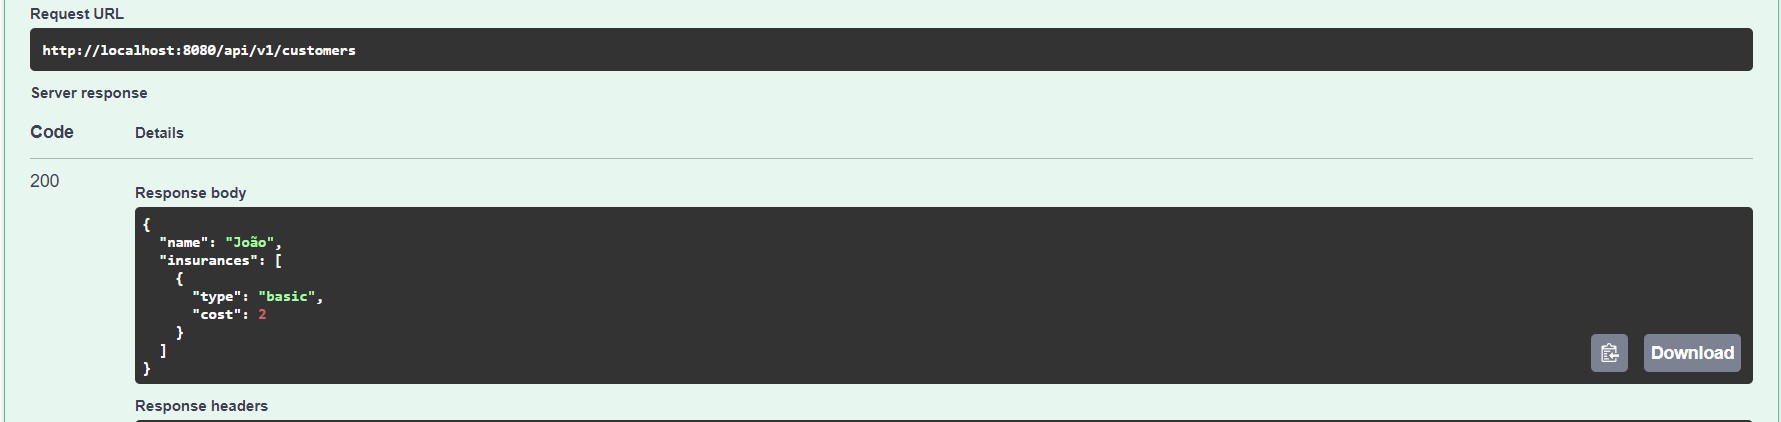 Request URL
http://localhost:8080/api/v1/customers
Server response
Code Details
200
Response body
{
  "name": "João",
  "insurances": [
    {
      "type": "basic",
      "cost": 2
    }
  ]
}
Download
Response headers